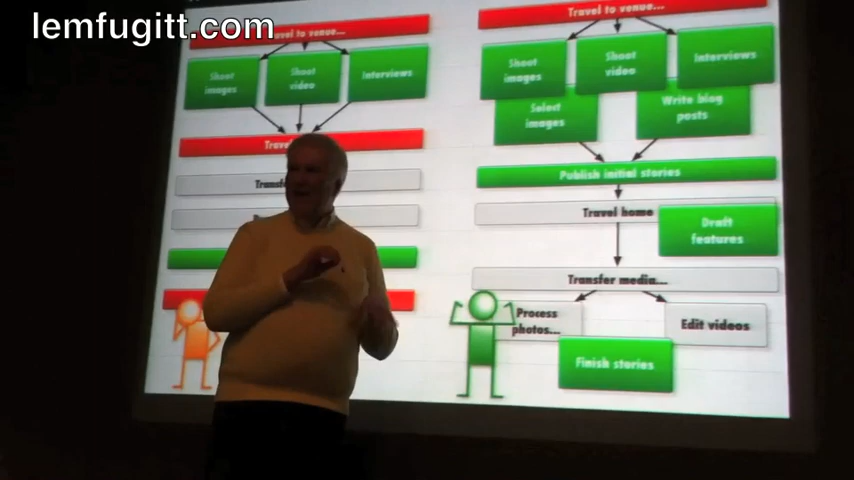 lemfugitt.com
Travel to venue...
Shoot
images
Shoot
video
Interviews
Travel to venue...
Shoot
images
Shoot
video
Interviews
Select
images
Write blog
posts
Publish initial stories
Travel home
Draft
features
Transfer media...
Process
photos...
Edit videos
Finish stories